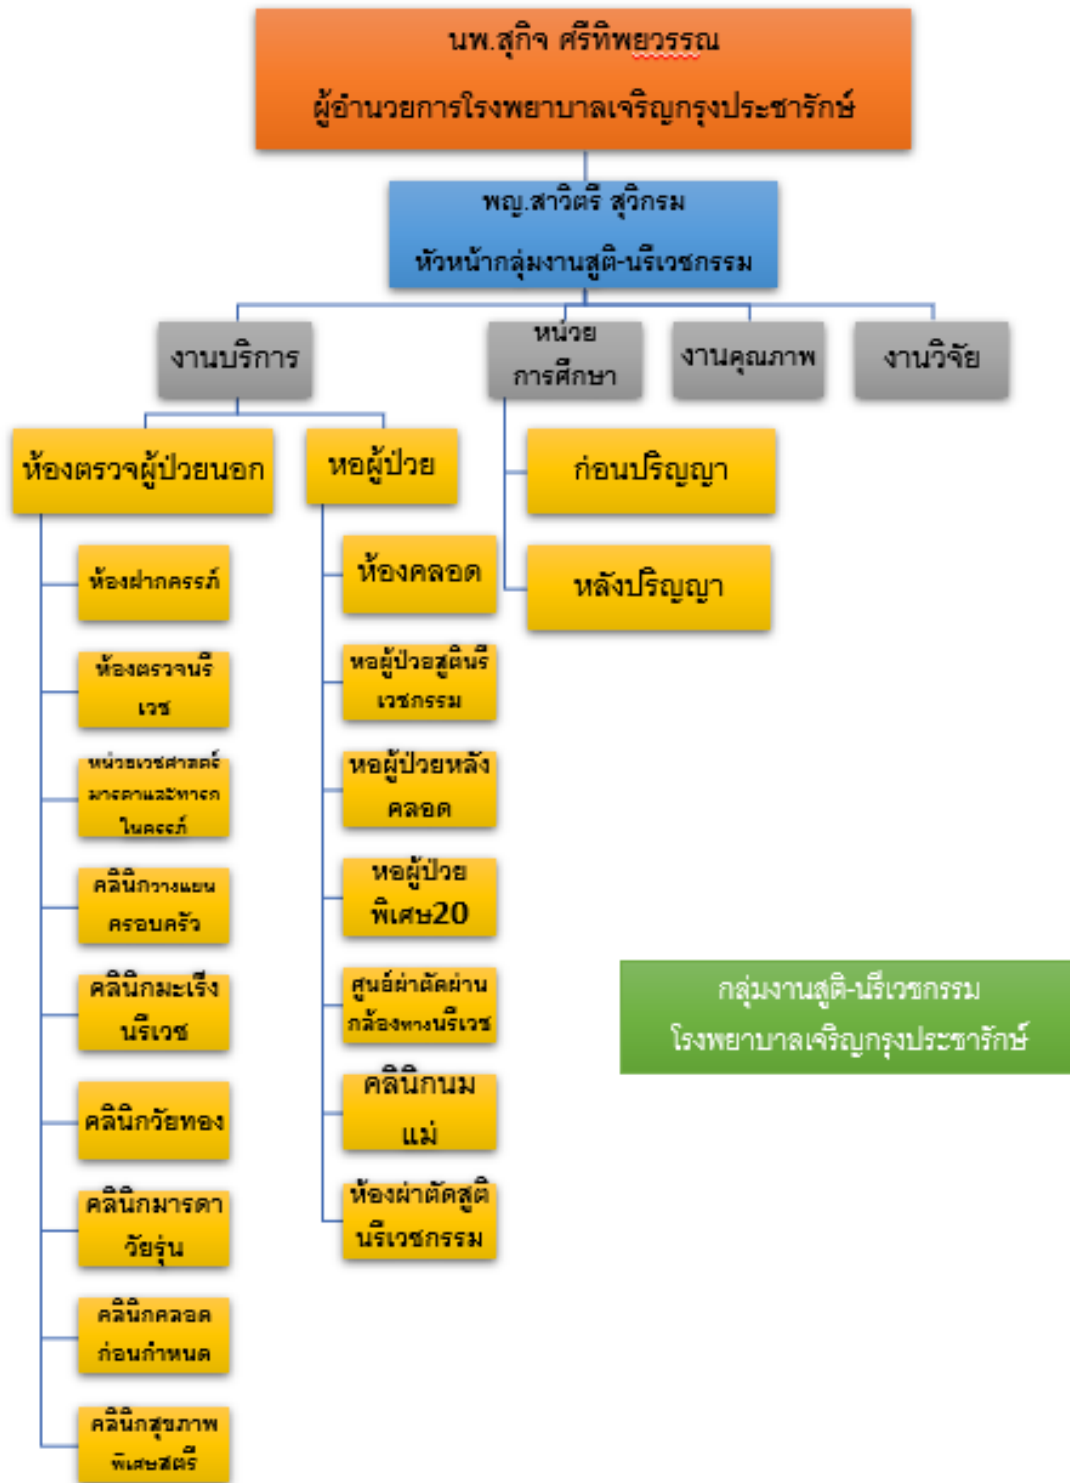 นพ.สุกิจ ศรีทิพยวรรณ
ผู้อำนวยการโรงพยาบาลเจริญกรุงประชารักษ์
พญ.สาวิตรี สุวิกรม
หัวหน้ากลุ่มงานสูติ-นรีเวชกรรม
งานบริการ
หน่วย
การศึกษา
งานคุณภาพ
งานวิจัย
ห้องตรวจผู้ป่วยนอก
หอผู้ป่วย
ก่อนปริญญา
หลังปริญญา
ห้องฝากครรภ์
ห้องตรวจนรี
เวช
หน่วยเวชศาสตร์
มารดาและทารก
ในครรภ์
คลินิกวางแผน
ครอบครัว
คลินิกมะเร็ง
นรีเวช
คลินิกวัยทอง
คลินิกมารดา
วัยรุ่น
คลินิกคลอด
ก่อนกำหนด
คลินิกสุขภาพ
พิเศษสตรี
ห้องคลอด
หอผู้ป่วยสูตินรี
เวชกรรม
หอผู้ป่วยหลัง
คลอด
หอผู้ป่วย
พิเศษ20
ศูนย์ผ่าตัดผ่าน
กล้องทางนรีเวช
คลินิกนม
แม่
ห้องผ่าตัดสูติ
นรีเวชกรรม
กลุ่มงานสูติ-นรีเวชกรรม
โรงพยาบาลเจริญกรุงประชารักษ์